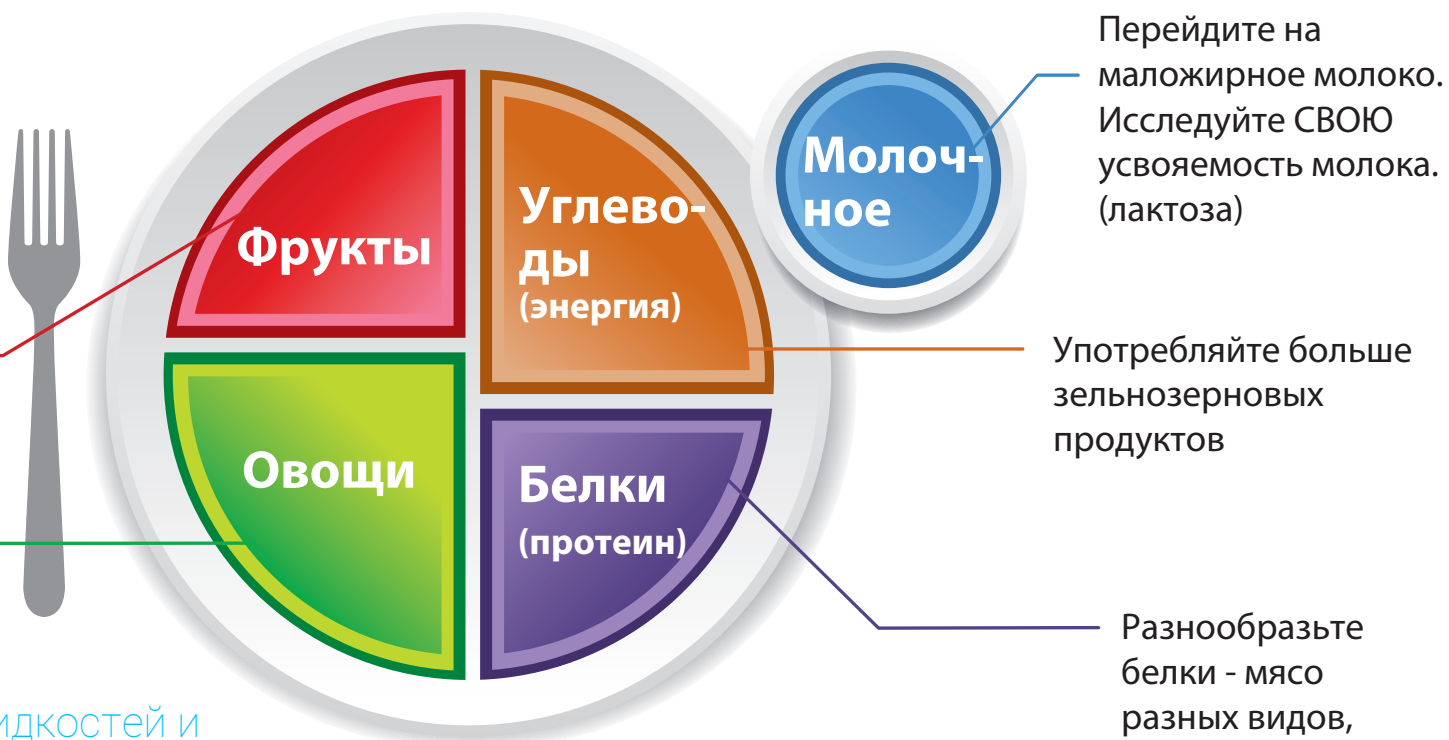 Перейдите на
маложирное молоко.
Исследуйте СВОЮ
усвояемость молока.
(лактоза)
Молоч-
ное
Фрукты
Углево-
ды
(энергия)
Употребляйте больше
зельнозерновых
продуктов
Овощи
Белки
(протеин)
Разнообразьте
белки - мясо
разных видов,
идкостей и